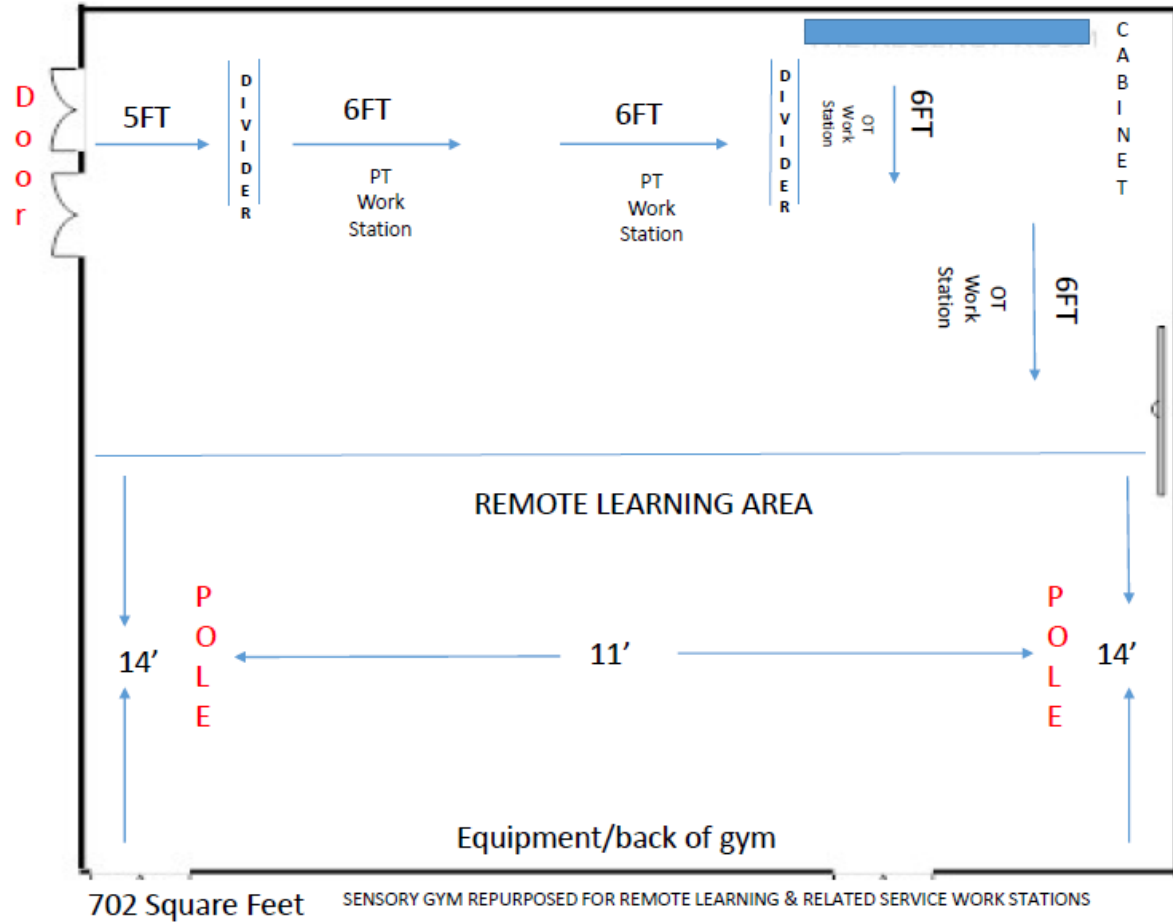 CABINET
Door
5FT
DIVIDER
6FT
PT
Work
Station
6FT
PT
Work
Station
DIVIDER
OT
Work
Station
6FT
OT
Work
Station
6FT
REMOTE LEARNING AREA
POLE
14’
11’
POLE
14’
Equipment/back of gym
702 Square Feet
SENSORY GYM REPURPOSED FOR REMOTE LEARNING & RELATED SERVICE WORK STATIONS